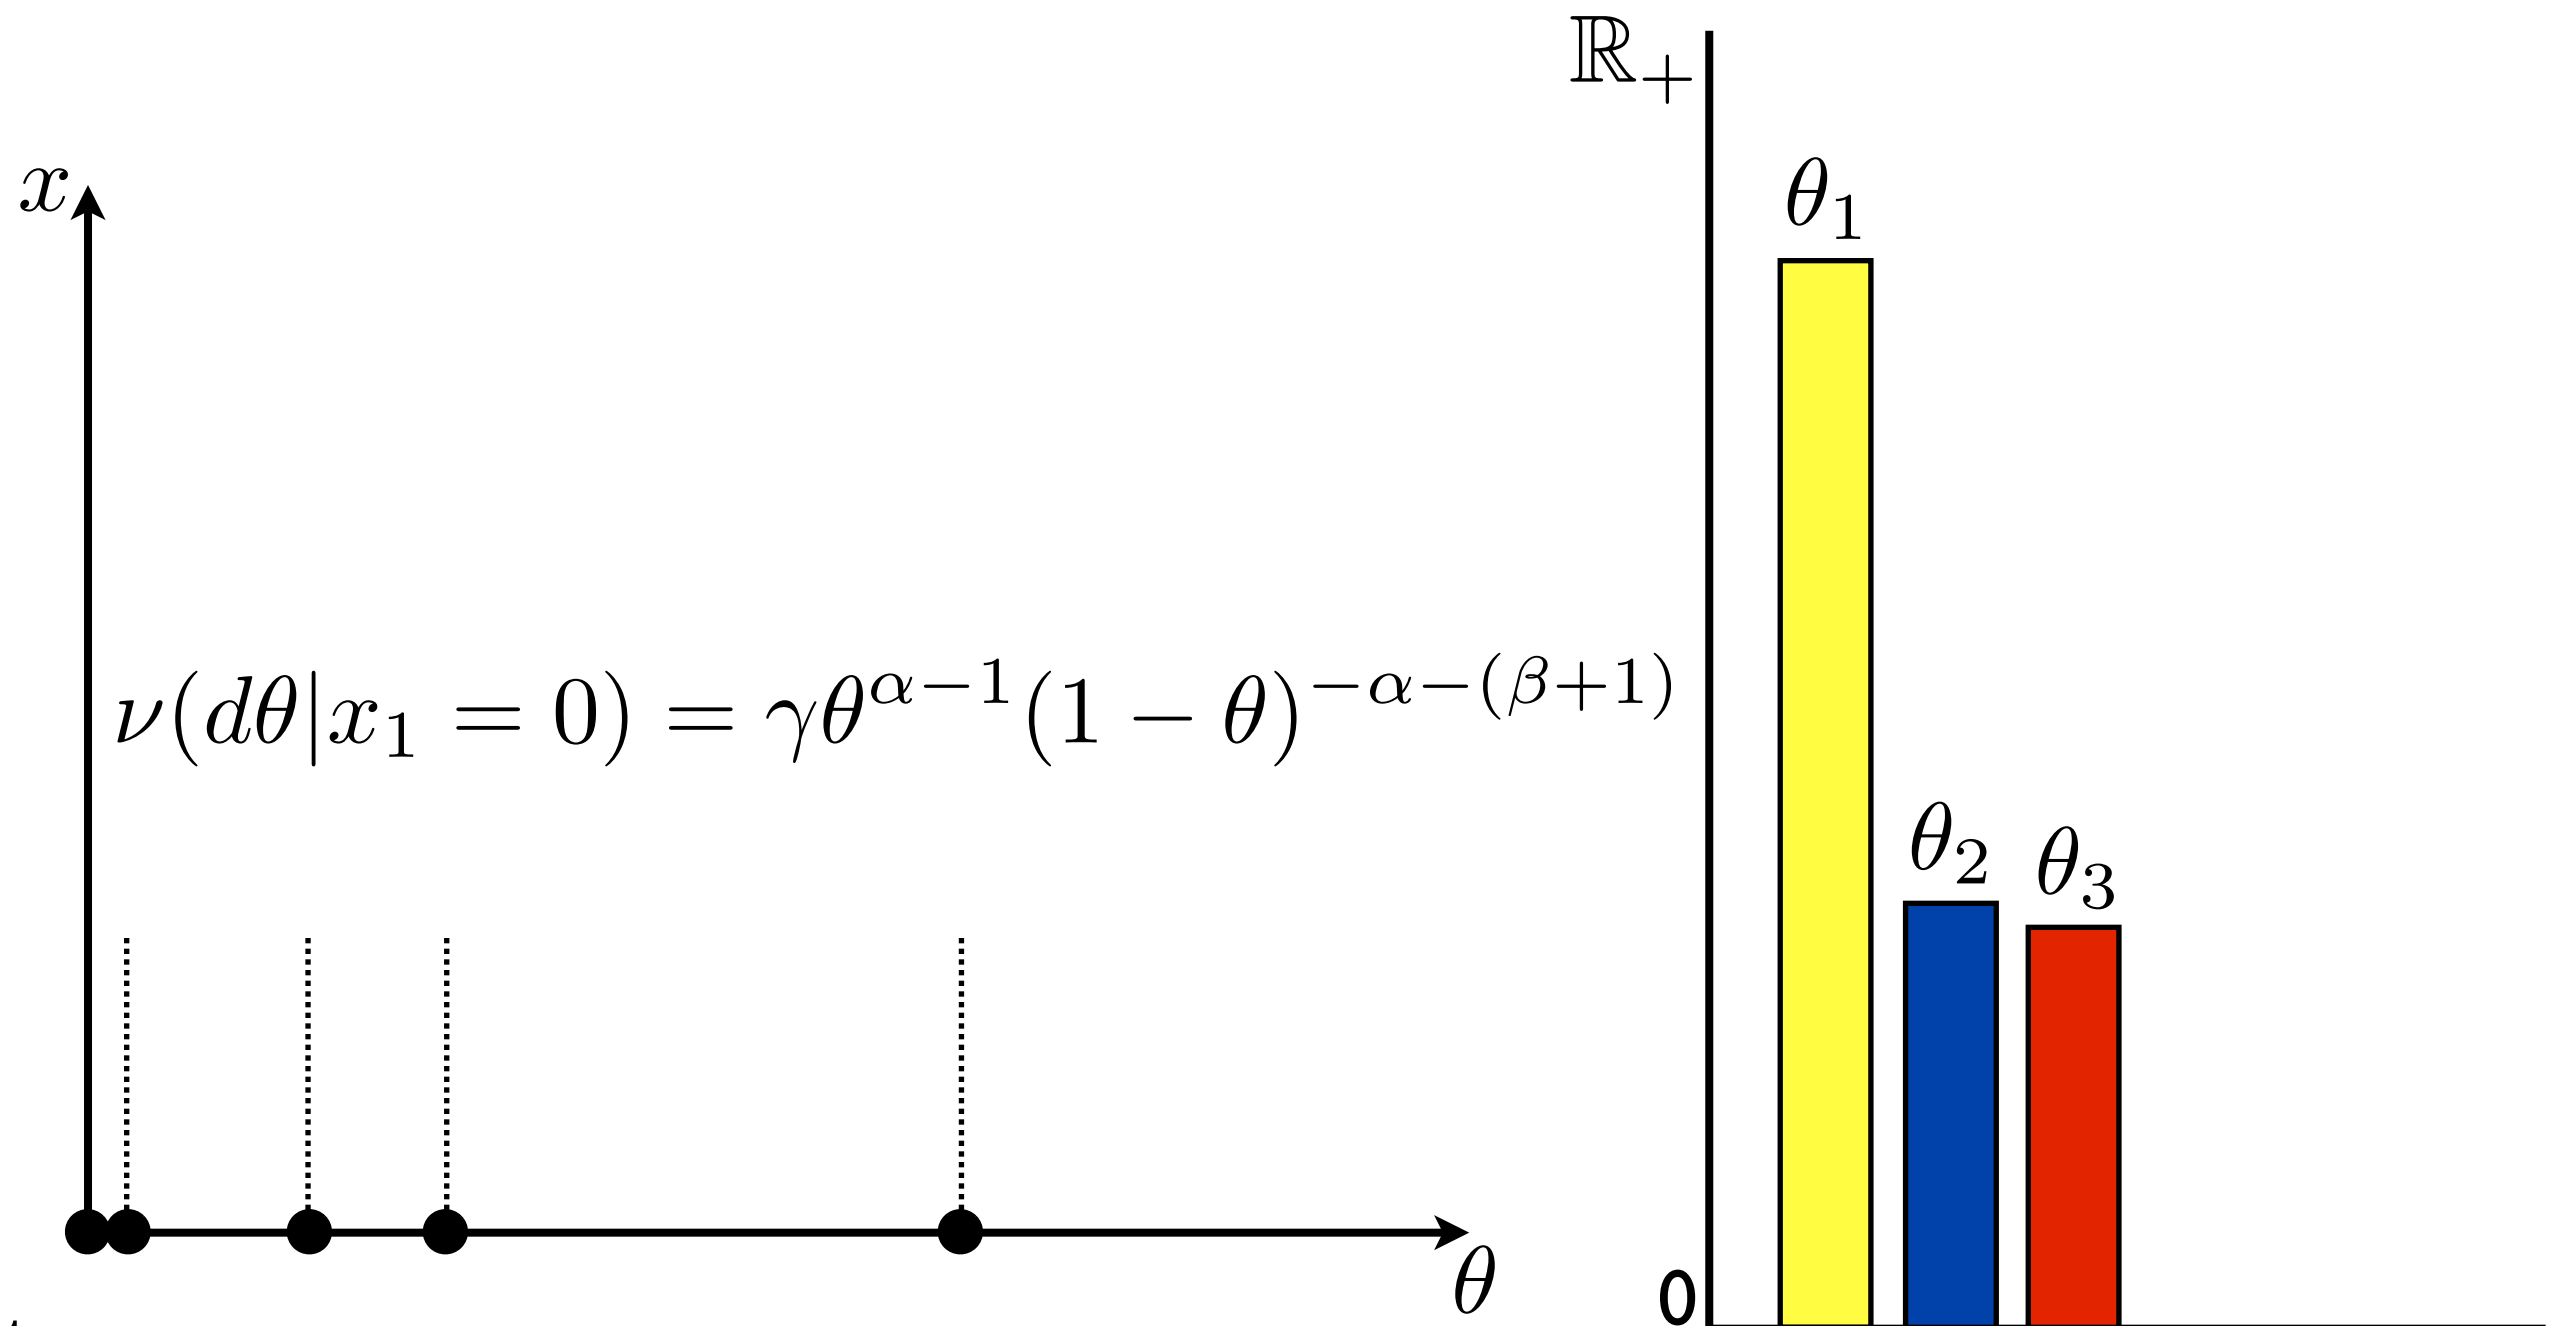 ℝ₊
x
θ₁
ν(dθ|x₁ = 0) = γθ^{α−1}(1 − θ)^{−α−(β+1)}
θ₂
θ₃
θ
0